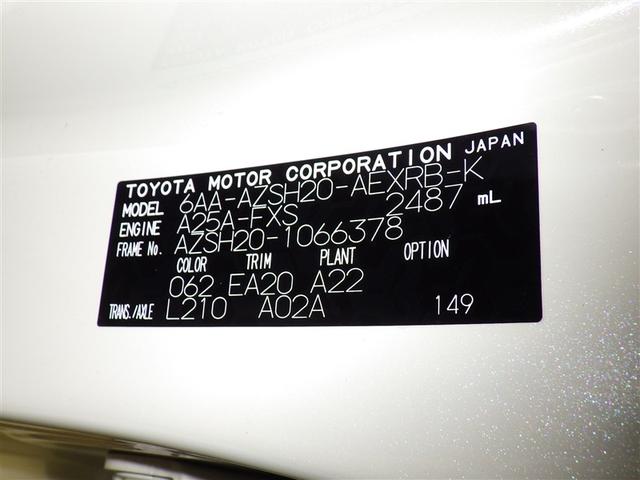 TOYOTA MOTOR CORPORATION JAPAN
MODEL 6AA-AZSH20-AEXRB-K
ENGINE A25A-FXS 2487 mL
FRAME No. AZSH20-1066378
COLOR TRIM PLANT OPTION
062 EA20 A22
TRANS./AXLE L210 A02A 149